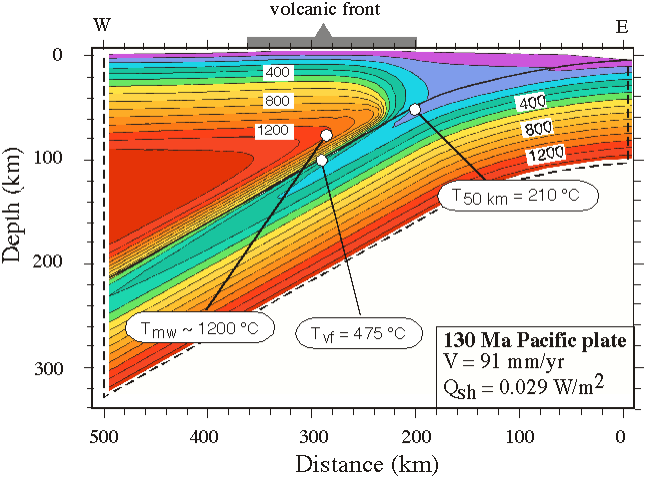 volcanic front
W
E
0
400
800
1200
400
800
1200
100
T50 km = 210 °C
Depth (km)
200
Tmw ~ 1200 °C
Tvf = 475 °C
130 Ma Pacific plate
V = 91 mm/yr
Qsh = 0.029 W/m2
300
500
400
300
200
100
0
Distance (km)